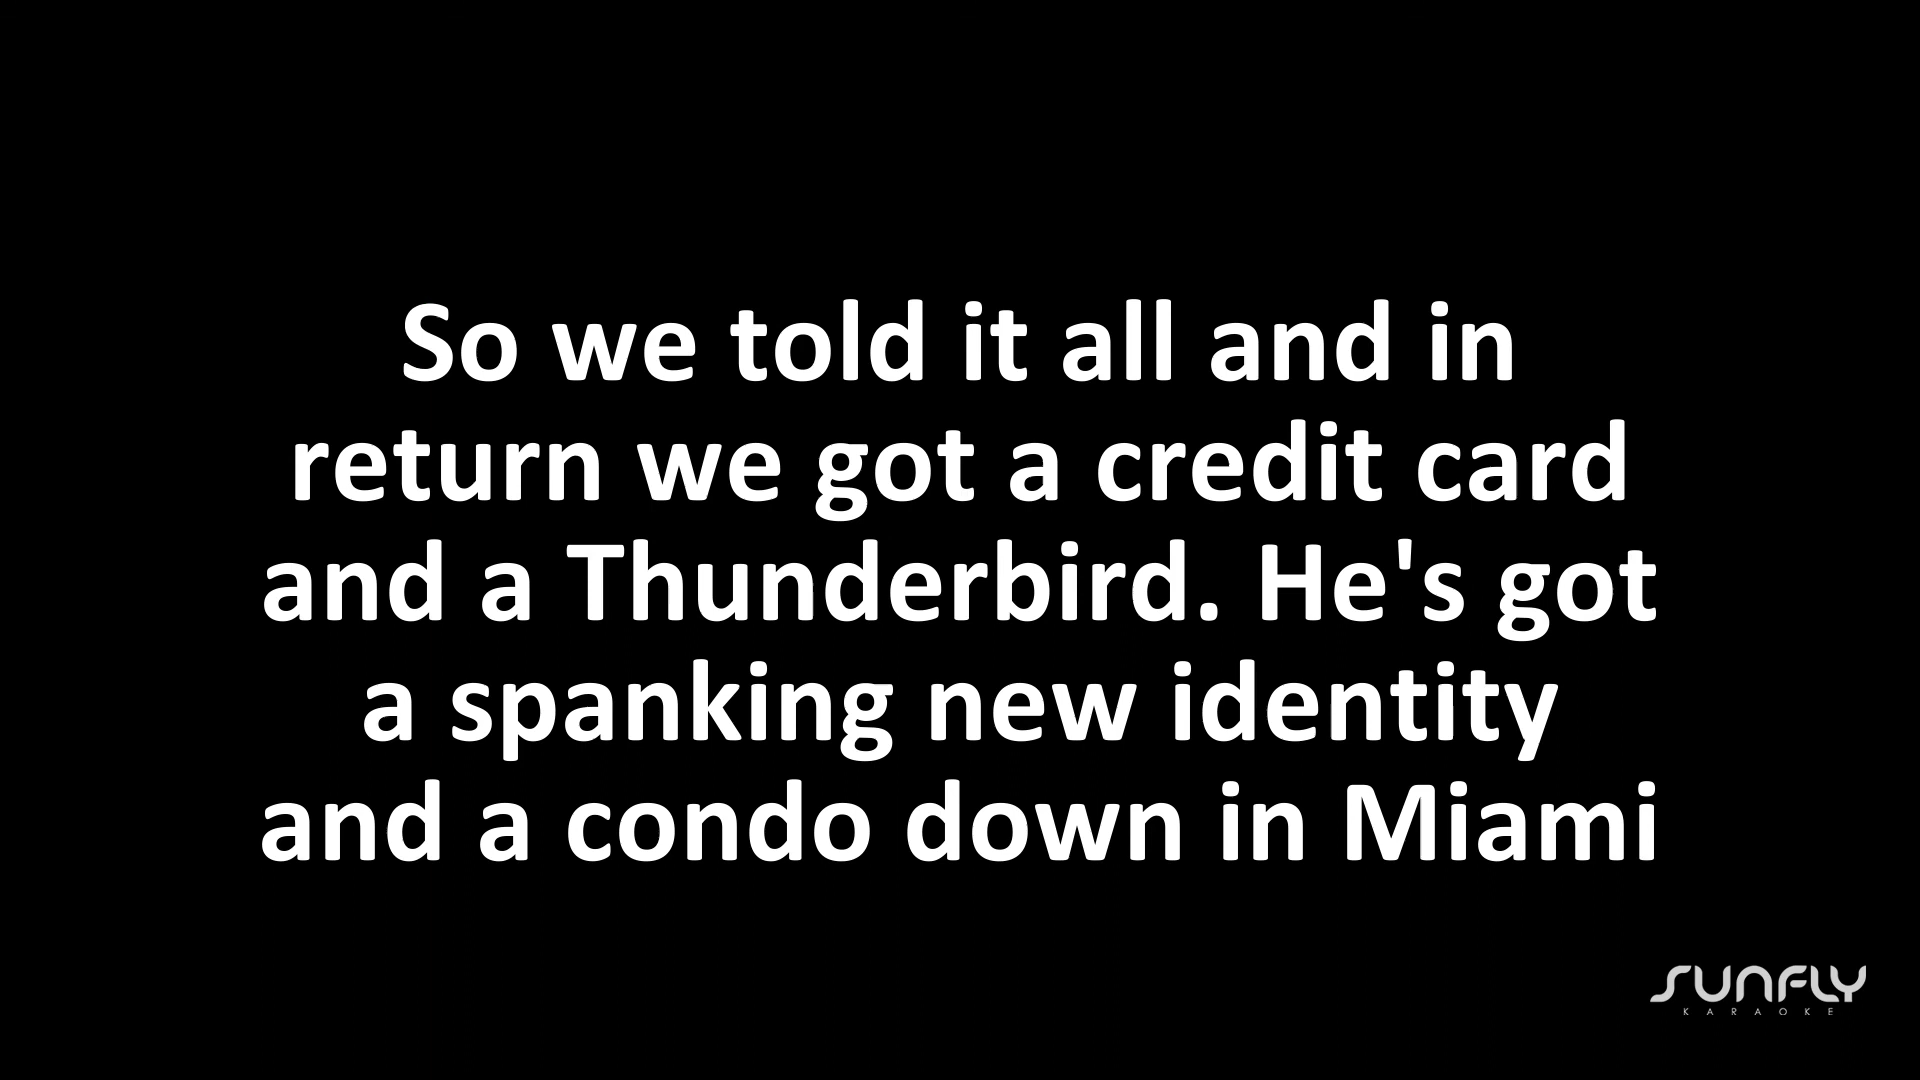 So we told it all and in
return we got a credit card
and a Thunderbird. He's got
a spanking new identity
and a condo down in Miami
SUNFLY
KARAOKE